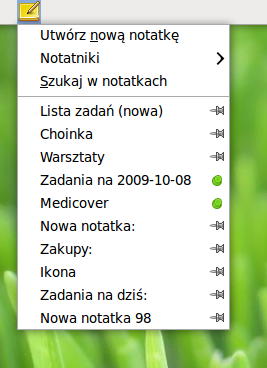 Utwórz nową notatkę
Notatniki
Szukaj w notatkach
Lista zadań (nowa)
Choinka
Warsztaty
Zadania na 2009-10-08
Medicover
Nowa notatka:
Zakupy:
Ikona
Zadania na dziś:
Nowa notatka 98